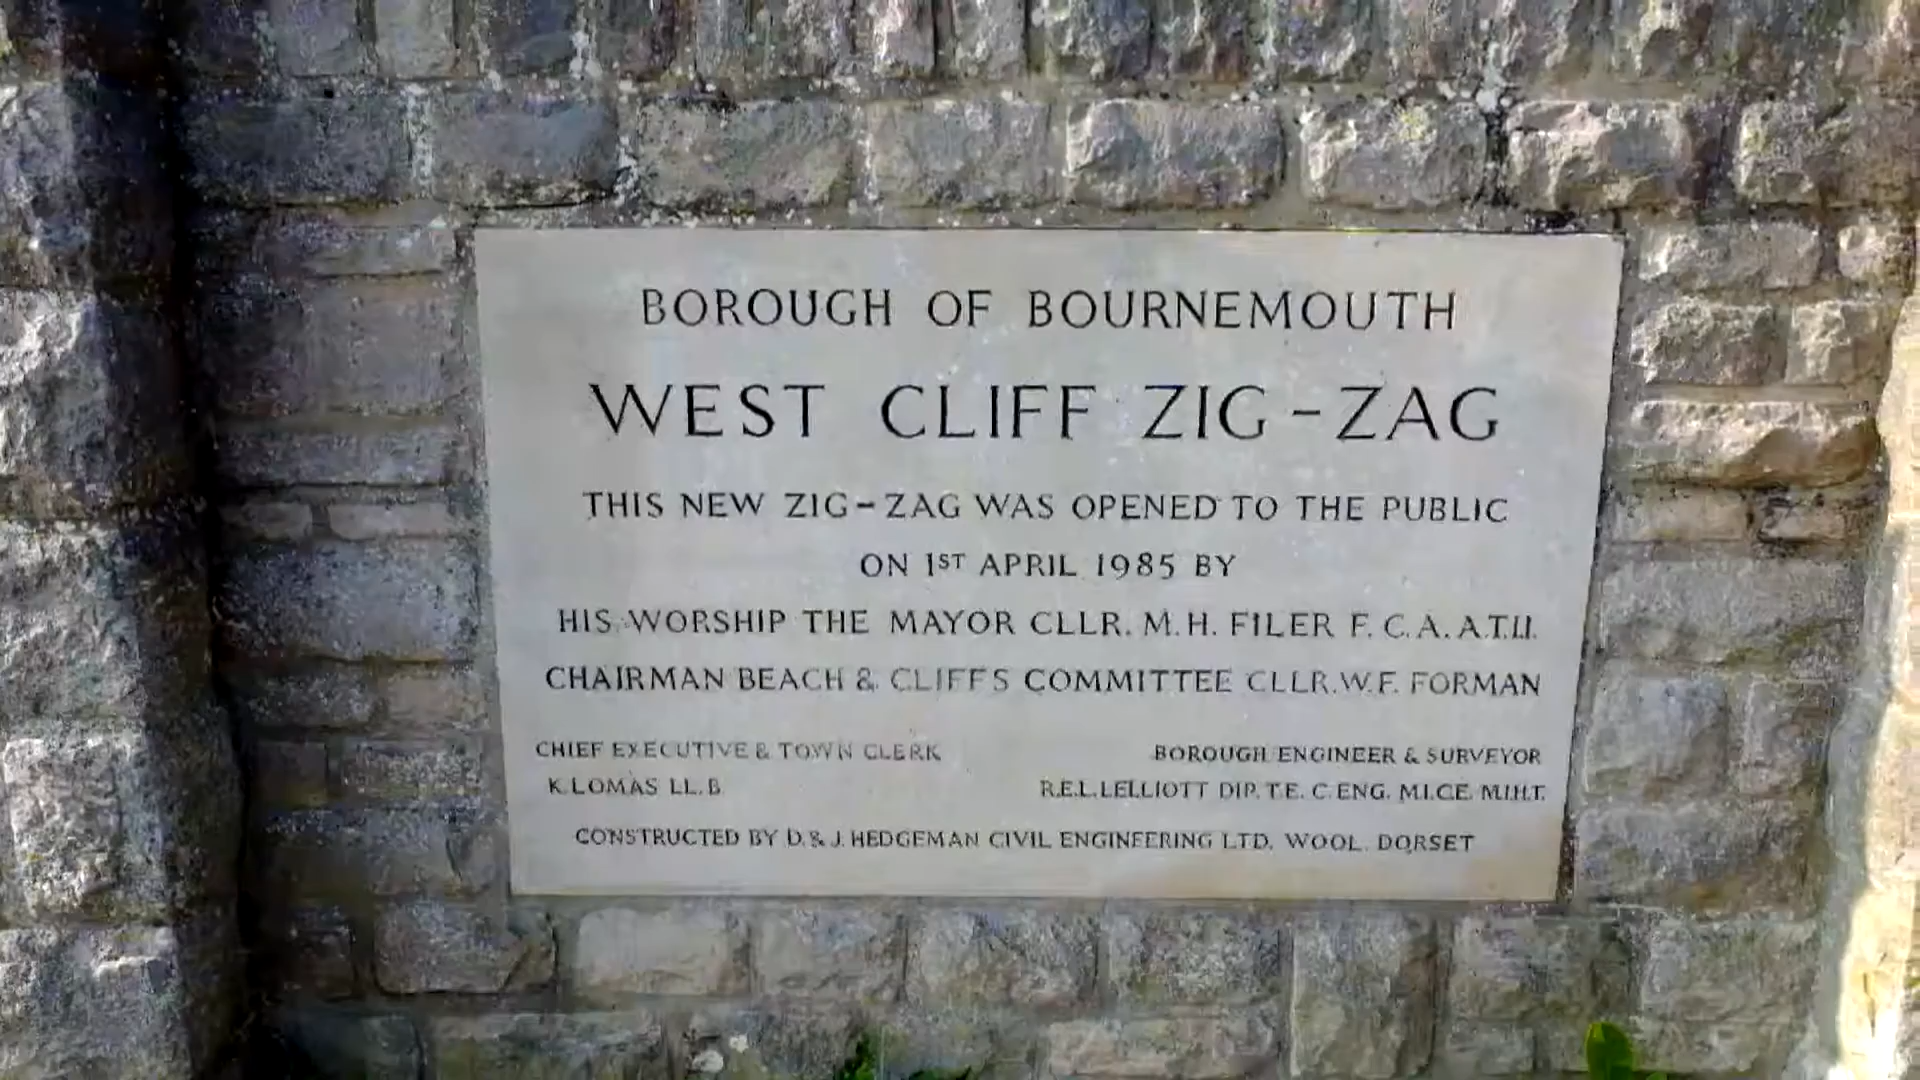 BOROUGH OF BOURNEMOUTH
WEST CLIFF ZIG-ZAG
THIS NEW ZIG-ZAG WAS OPENED TO THE PUBLIC
ON 1ST APRIL 1985 BY
HIS WORSHIP THE MAYOR CLLR. M. H. FILER F. C. A. A.T.I.I.
CHAIRMAN BEACH & CLIFFS COMMITTEE CLLR. W. F. FORMAN
CHIEF EXECUTIVE & TOWN CLERK
K. LOMAS LL. B.
BOROUGH ENGINEER & SURVEYOR
R.E.L. LELLIOTT DIP. T.E. C. ENG. M.I.C.E. M.I.H.T.
CONSTRUCTED BY D. & J. HEDGEMAN CIVIL ENGINEERING LTD. WOOL. DORSET